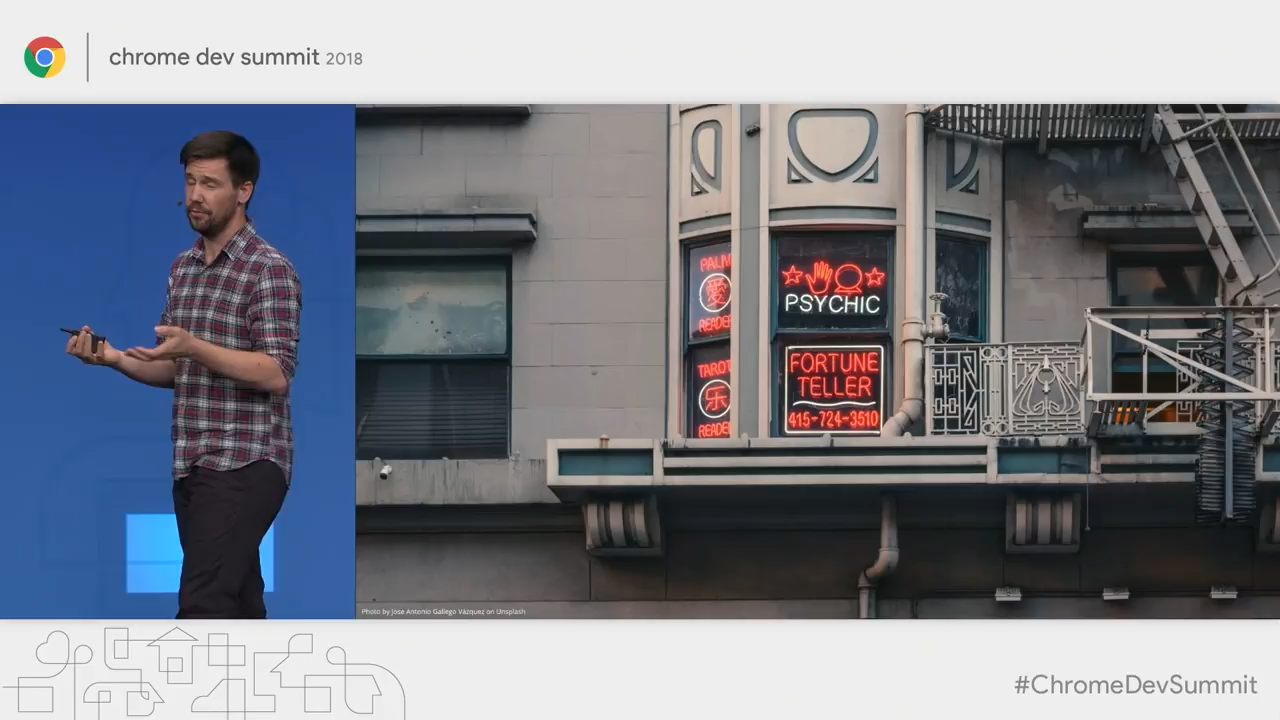 chrome dev summit 2018
PALM
愛
READER
TAROT
乐
READER
PSYCHIC
FORTUNE
TELLER
415-724-3510
Photo by Jose Antonio Gallego Vázquez on Unsplash
#ChromeDevSummit